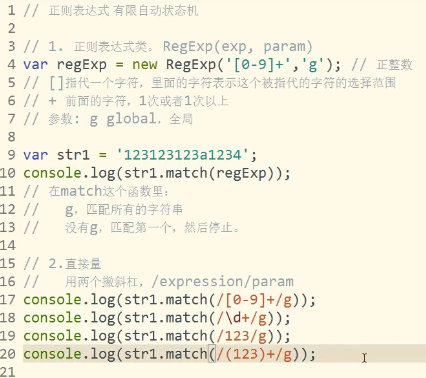 1 // 正则表达式 有限自动状态机
2
3 // 1. 正则表达式类。RegExp(exp, param)
4 var regExp = new RegExp('[0-9]+','g'); // 正整数
5 // []指代一个字符，里面的字符表示这个被指代的字符的选择范围
6 // + 前面的字符，1次或者1次以上
7 // 参数: g global. 全局
8
9 var str1 = '123123123a1234';
10 console.log(str1.match(regExp));
11 // 在match这个函数里：
12 //   g，匹配所有的字符串
13 //   没有g，匹配第一个，然后停止。
14
15 // 2.直接量
16 //   用两个撇斜杠，/expression/param
17 console.log(str1.match(/[0-9]+/g));
18 console.log(str1.match(/\d+/g));
19 console.log(str1.match(/123/g));
20 console.log(str1.match(/(123)+/g));
21